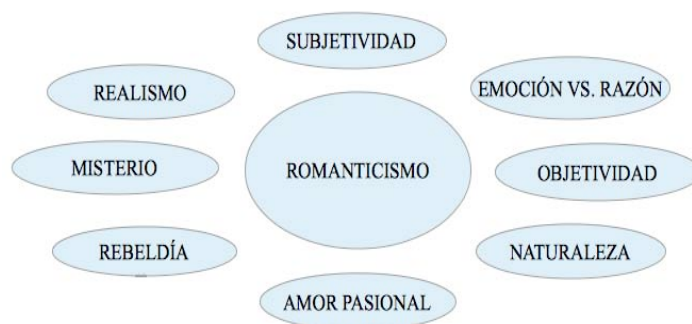 SUBJETIVIDAD
REALISMO
EMOCIÓN VS. RAZÓN
MISTERIO
ROMANTICISMO
OBJETIVIDAD
REBELDÍA
NATURALEZA
AMOR PASIONAL